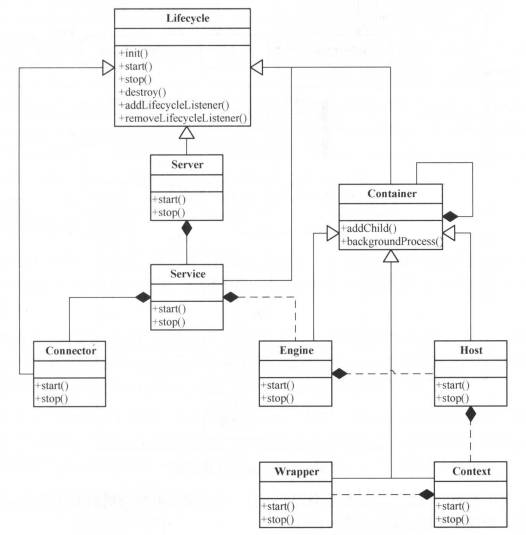 Lifecycle
+init()
+start()
+stop()
+destroy()
+addLifecycleListener()
+removeLifecycleListener()
Server
+start()
+stop()
Container
+addChild()
+backgroundProcess()
Service
+start()
+stop()
Connector
+start()
+stop()
Engine
+start()
+stop()
Host
+start()
+stop()
Wrapper
+start()
+stop()
Context
+start()
+stop()